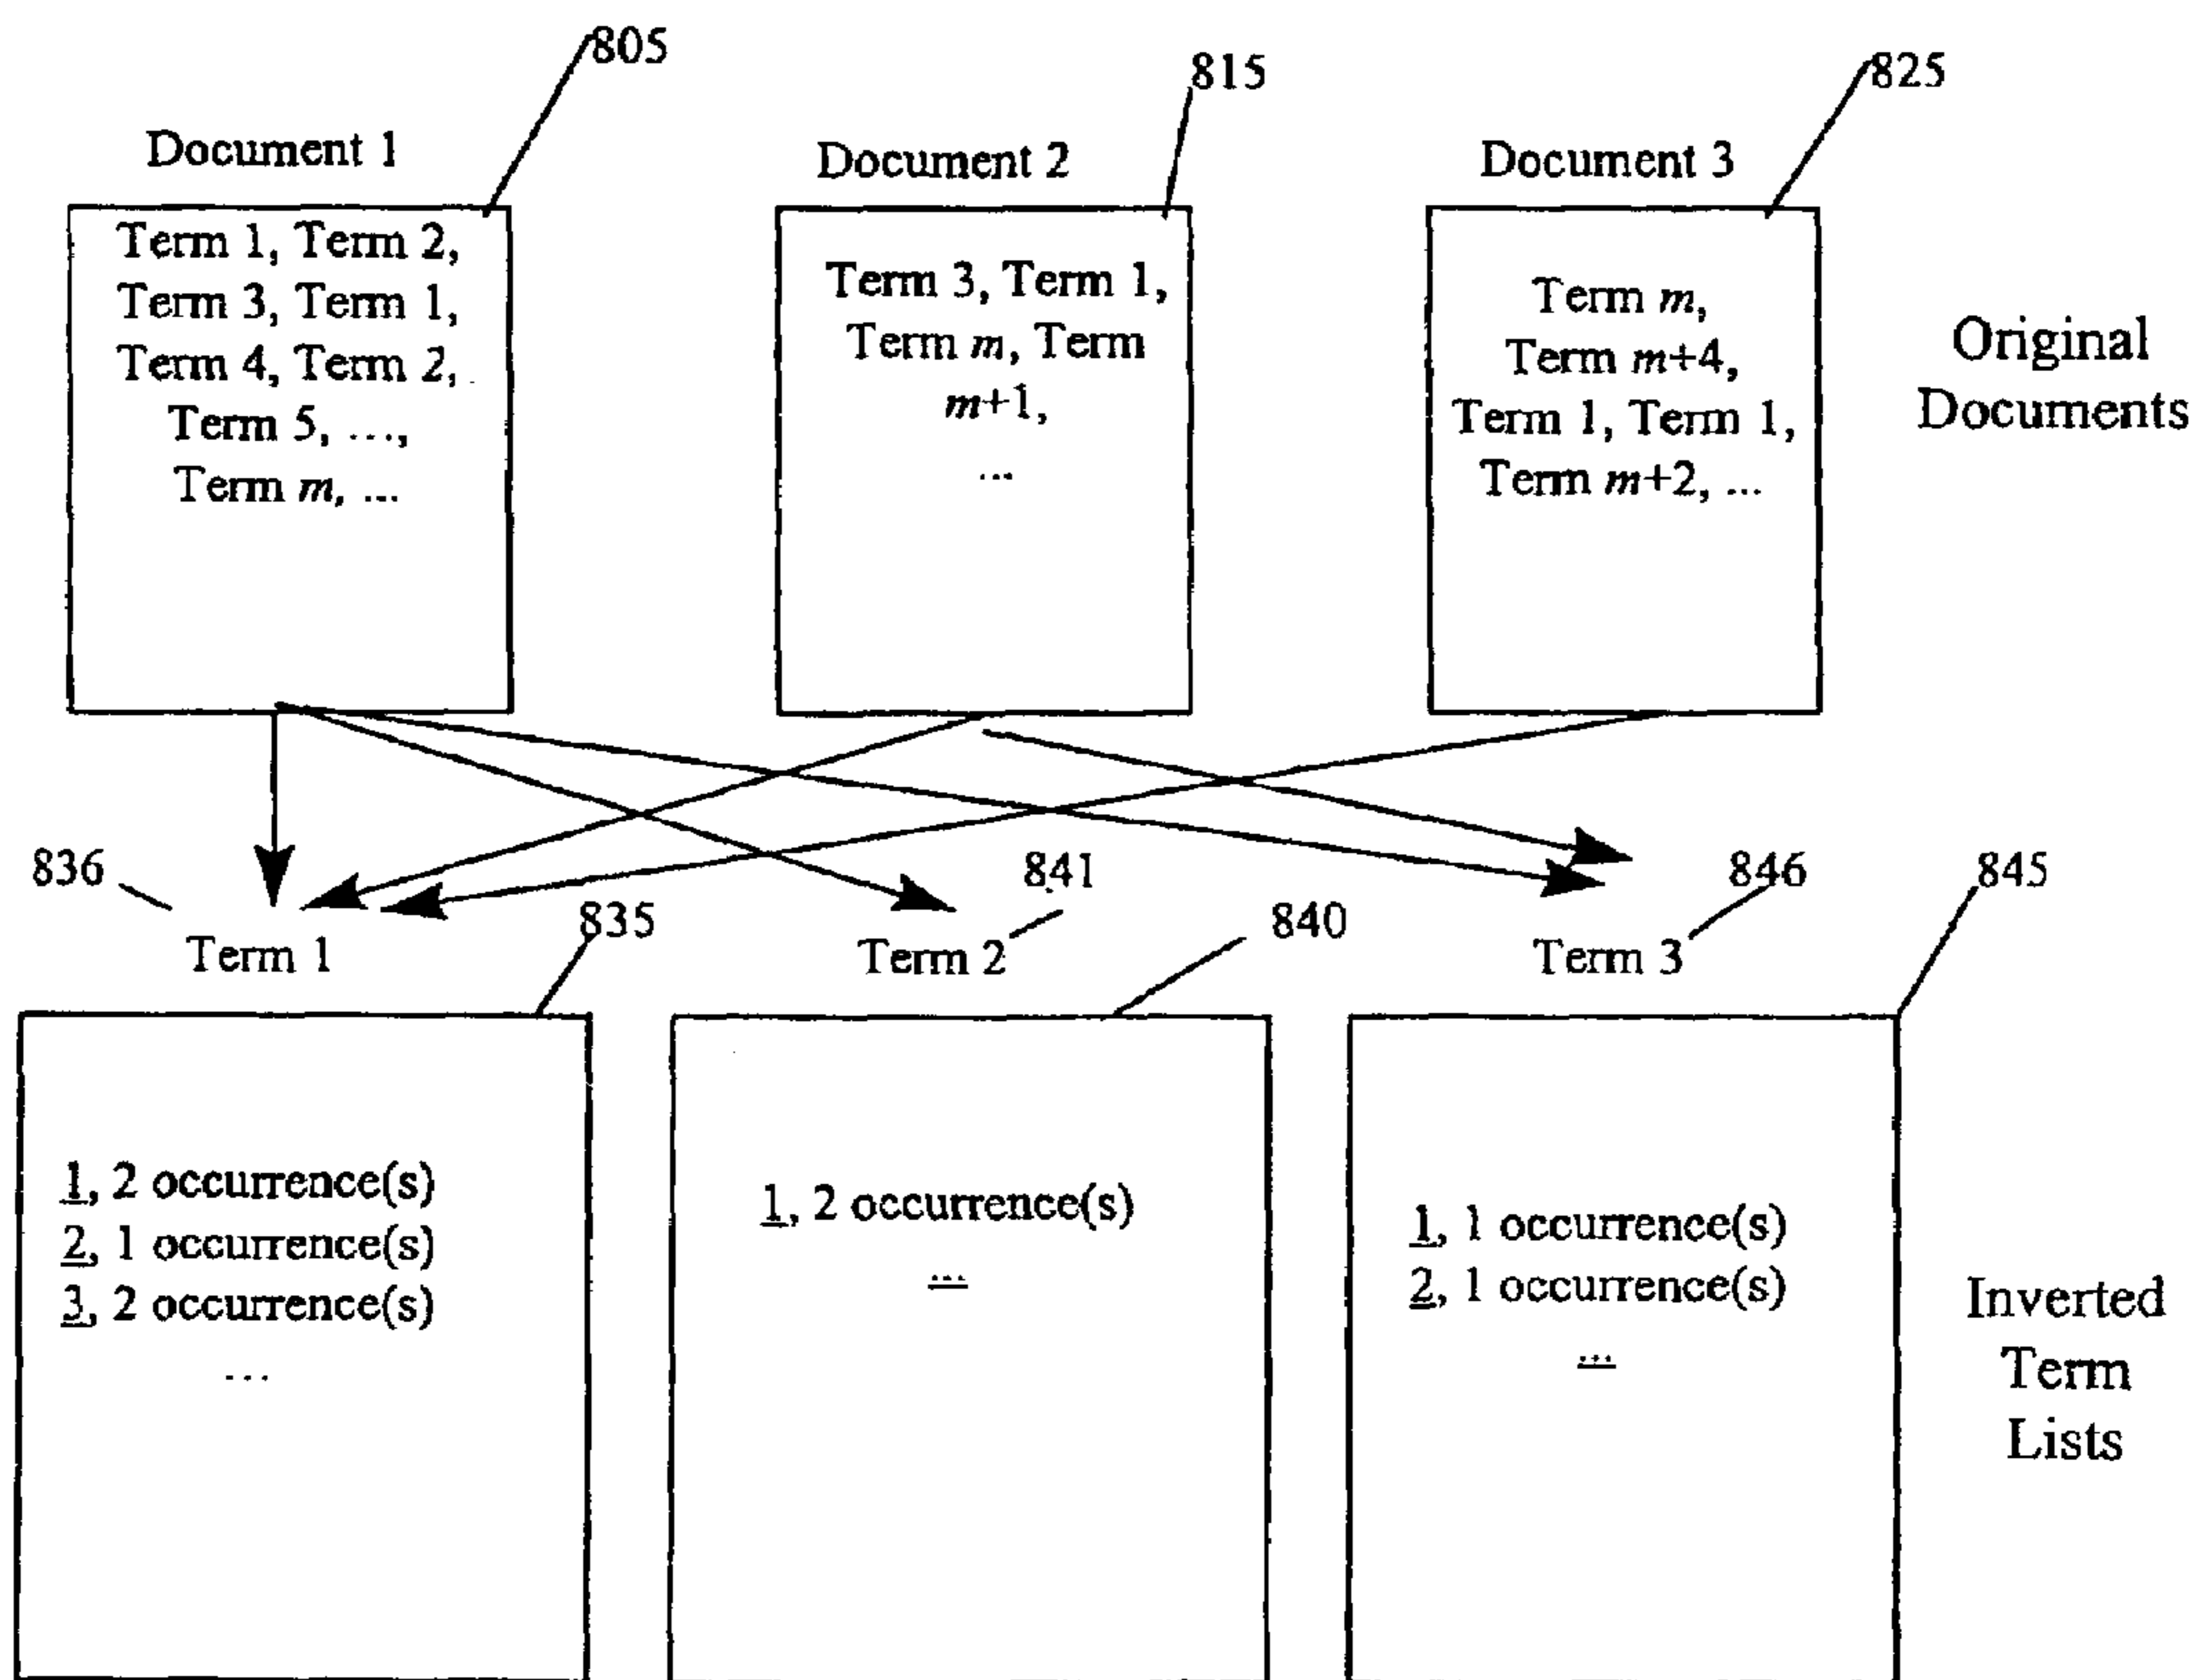 805
815
825
Document 1
Document 2
Document 3
Term 1, Term 2,
Term 3, Term 1,
Term 4, Term 2,
Term 5, ...,
Term m, ...
Term 3, Term 1,
Term m, Term
m+1,
...
Term m,
Term m+4,
Term 1, Term 1,
Term m+2, ...
Original
Documents
836
841
846
845
835
840
Term 1
Term 2
Term 3
1, 2 occurrence(s)
2, 1 occurrence(s)
3, 2 occurrence(s)
...
1, 2 occurrence(s)
...
1, 1 occurrence(s)
2, 1 occurrence(s)
...
Inverted
Term
Lists